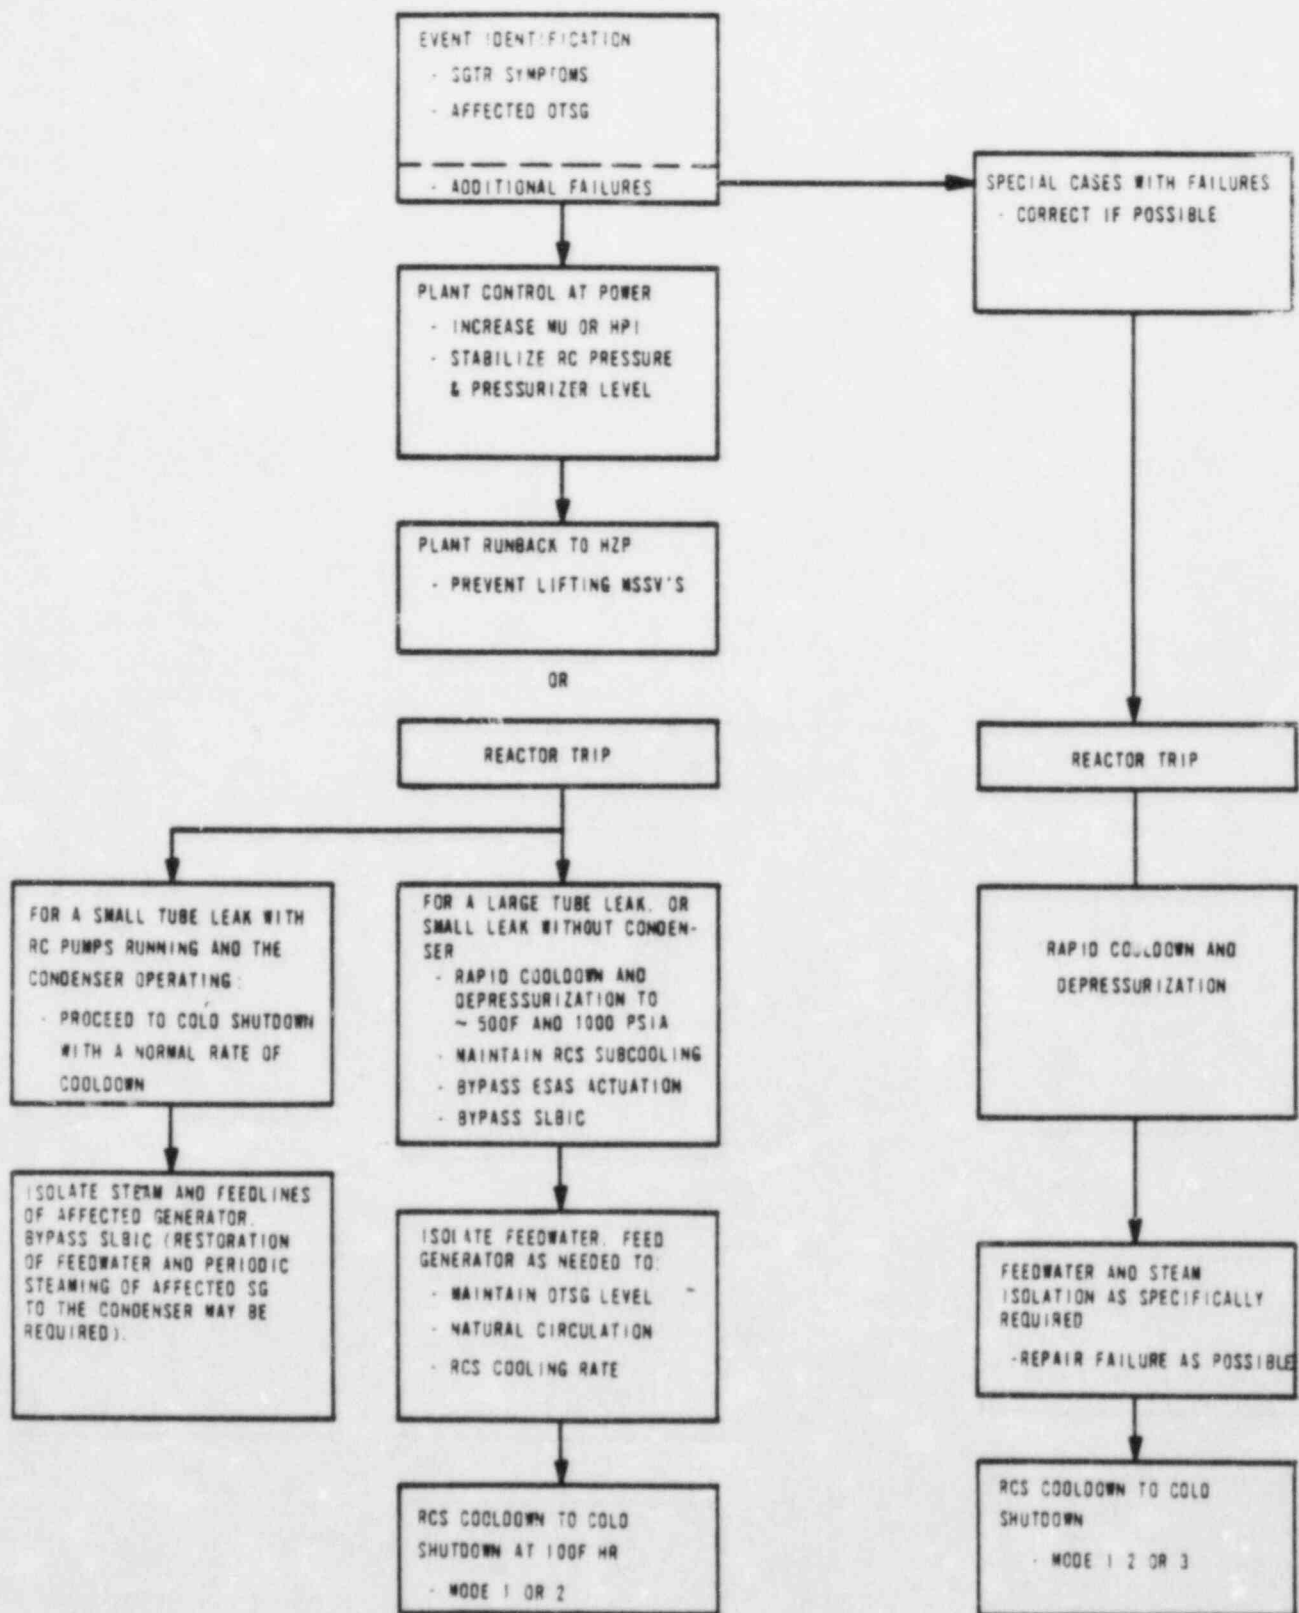 EVENT IDENTIFICATION
- SGTR SYMPTOMS
- AFFECTED OTSG
- ADDITIONAL FAILURES
SPECIAL CASES WITH FAILURES
- CORRECT IF POSSIBLE
PLANT CONTROL AT POWER
- INCREASE MU OR HPI
- STABILIZE RC PRESSURE
& PRESSURIZER LEVEL
PLANT RUNBACK TO HZP
- PREVENT LIFTING MSSV'S
OR
REACTOR TRIP
REACTOR TRIP
FOR A SMALL TUBE LEAK WITH
RC PUMPS RUNNING AND THE
CONDENSER OPERATING:
- PROCEED TO COLD SHUTDOWN
WITH A NORMAL RATE OF
COOLDOWN
FOR A LARGE TUBE LEAK, OR
SMALL LEAK WITHOUT CONDEN-
SER
- RAPID COOLDOWN AND
DEPRESSURIZATION TO
~ 500F AND 1000 PSIA
- MAINTAIN RCS SUBCOOLING
- BYPASS ESAS ACTUATION
- BYPASS SLBIC
RAPID COOLDOWN AND
DEPRESSURIZATION
ISOLATE STEAM AND FEEDLINES
OF AFFECTED GENERATOR.
BYPASS SLBIC (RESTORATION
OF FEEDWATER AND PERIODIC
STEAMING OF AFFECTED SG
TO THE CONDENSER MAY BE
REQUIRED).
ISOLATE FEEDWATER. FEED
GENERATOR AS NEEDED TO:
- MAINTAIN OTSG LEVEL
- NATURAL CIRCULATION
- RCS COOLING RATE
FEEDWATER AND STEAM
ISOLATION AS SPECIFICALLY
REQUIRED
-REPAIR FAILURE AS POSSIBLE
RCS COOLDOWN TO COLD
SHUTDOWN AT 100F HR
- MODE 1 OR 2
RCS COOLDOWN TO COLD
SHUTDOWN
- MODE 1 2 OR 3